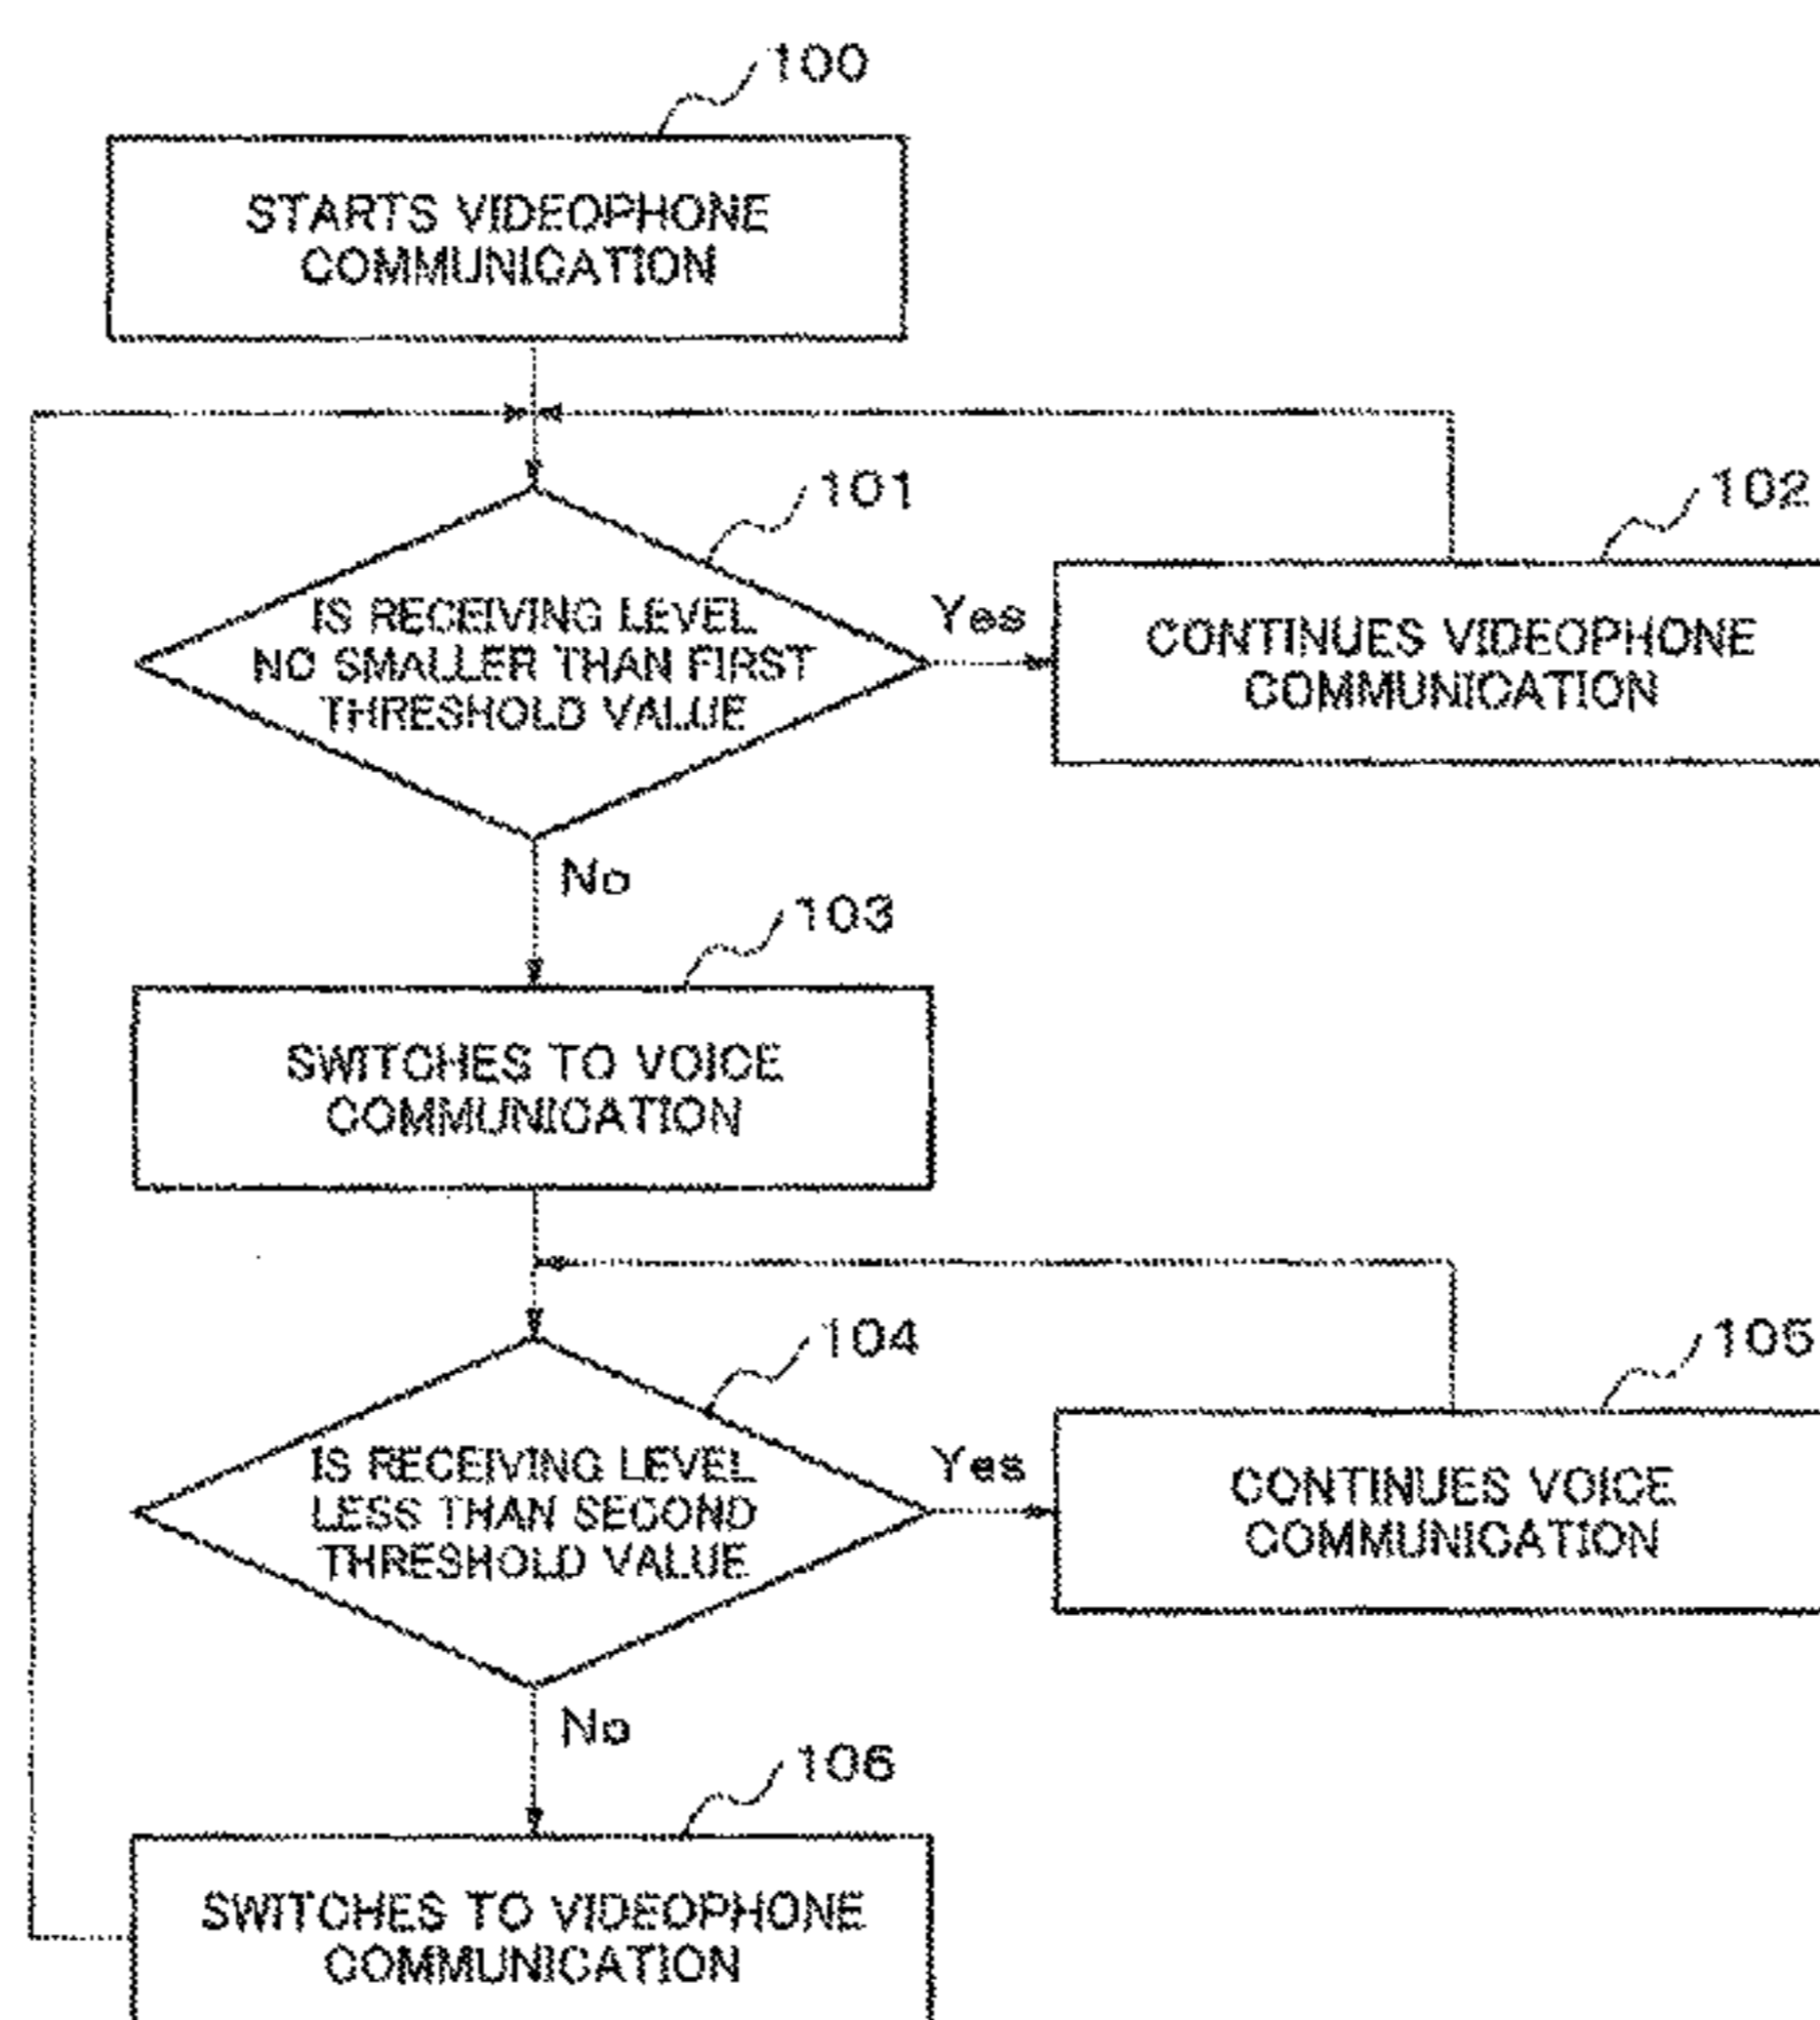 100
STARTS VIDEOPHONE
COMMUNICATION
101
IS RECEIVING LEVEL
NO SMALLER THAN FIRST
THRESHOLD VALUE
Yes
102
CONTINUES VIDEOPHONE
COMMUNICATION
No
103
SWITCHES TO VOICE
COMMUNICATION
104
IS RECEIVING LEVEL
LESS THAN SECOND
THRESHOLD VALUE
Yes
105
CONTINUES VOICE
COMMUNICATION
No
106
SWITCHES TO VIDEOPHONE
COMMUNICATION